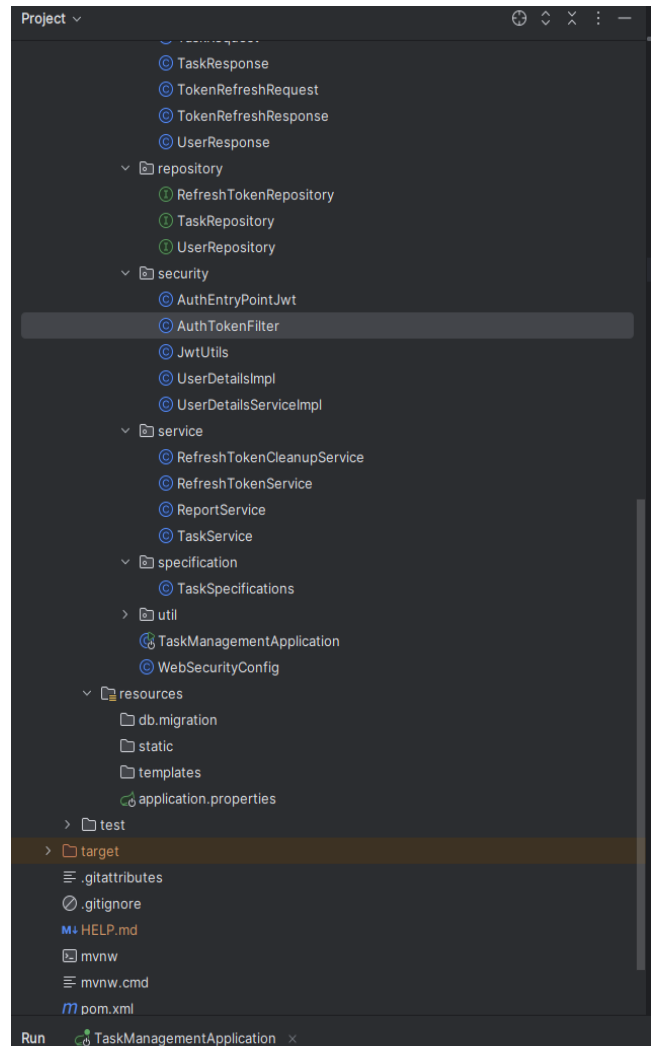 Project
TaskResponse
TokenRefreshRequest
TokenRefreshResponse
UserResponse
repository
RefreshTokenRepository
TaskRepository
UserRepository
security
AuthEntryPointJwt
AuthTokenFilter
JwtUtils
UserDetailsImpl
UserDetailsServiceImpl
service
RefreshTokenCleanupService
RefreshTokenService
ReportService
TaskService
specification
TaskSpecifications
util
TaskManagementApplication
WebSecurityConfig
resources
db.migration
static
templates
application.properties
test
target
.gitattributes
.gitignore
M↓ HELP.md
mvnw
mvnw.cmd
m pom.xml
Run TaskManagementApplication